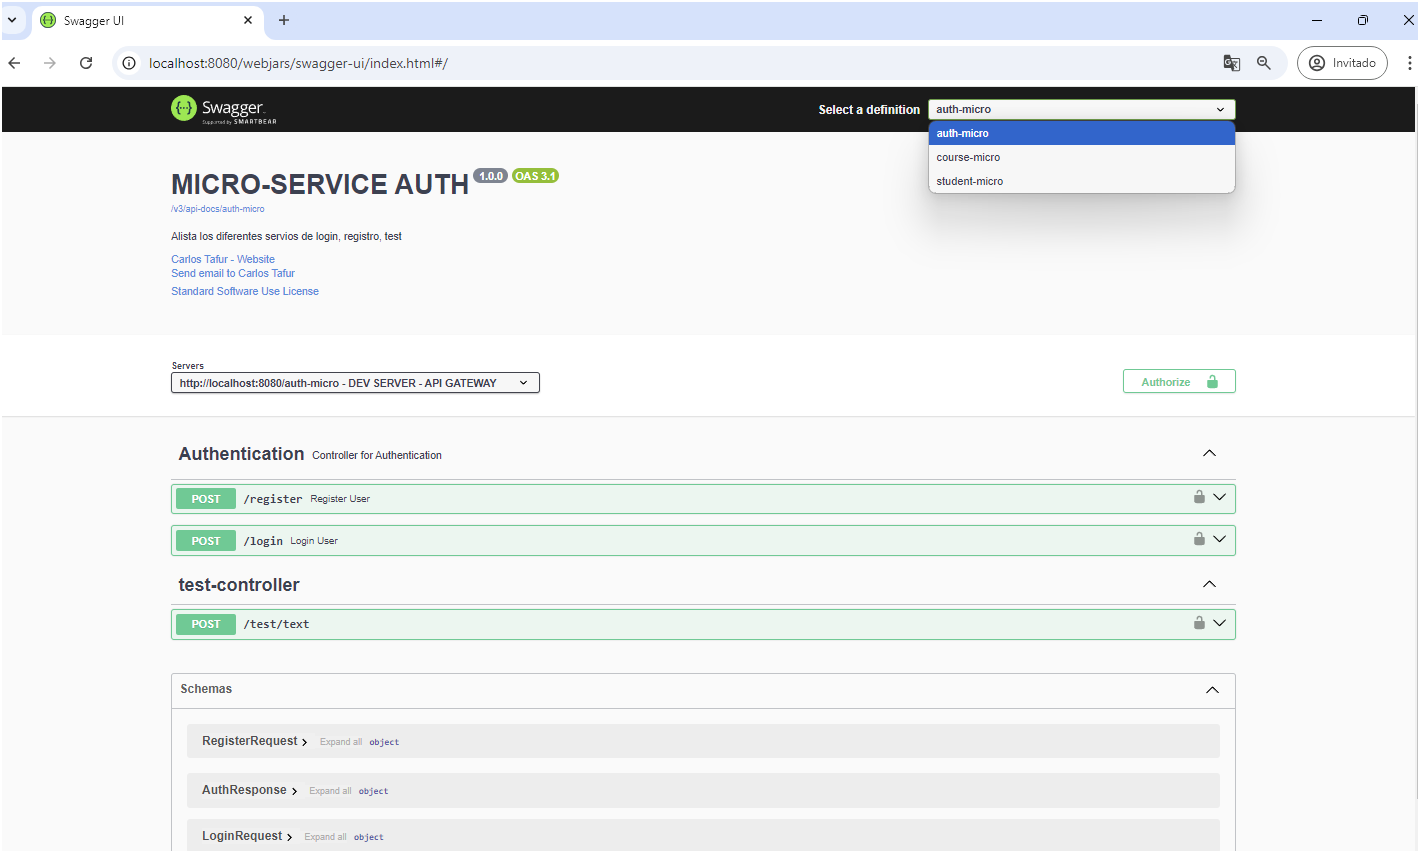 Swagger UI
localhost:8080/webjars/swagger-ui/index.html#/
Invitado
Swagger
Supported by SMARTBEAR
Select a definition
auth-micro
auth-micro
course-micro
student-micro
MICRO-SERVICE AUTH 1.0.0 OAS 3.1
/v3/api-docs/auth-micro
Alista los diferentes servios de login, registro, test
Carlos Tafur - Website
Send email to Carlos Tafur
Standard Software Use License
Servers
http://localhost:8080/auth-micro - DEV SERVER - API GATEWAY
Authorize
Authentication Controller for Authentication
POST /register Register User
POST /login Login User
test-controller
POST /test/text
Schemas
RegisterRequest Expand all object
AuthResponse Expand all object
LoginRequest Expand all object